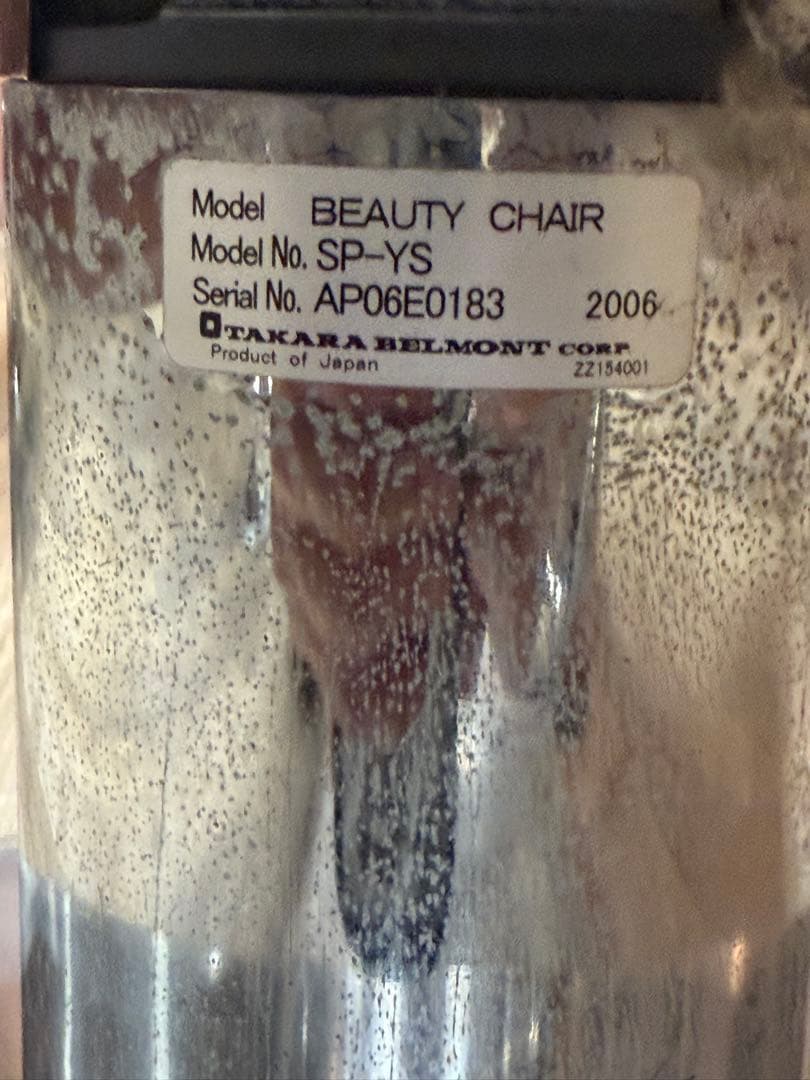 Model BEAUTY CHAIR
Model No. SP-YS
Serial No. AP06E0183 2006
TAKARA BELMONT CORP.
Product of Japan ZZ154001